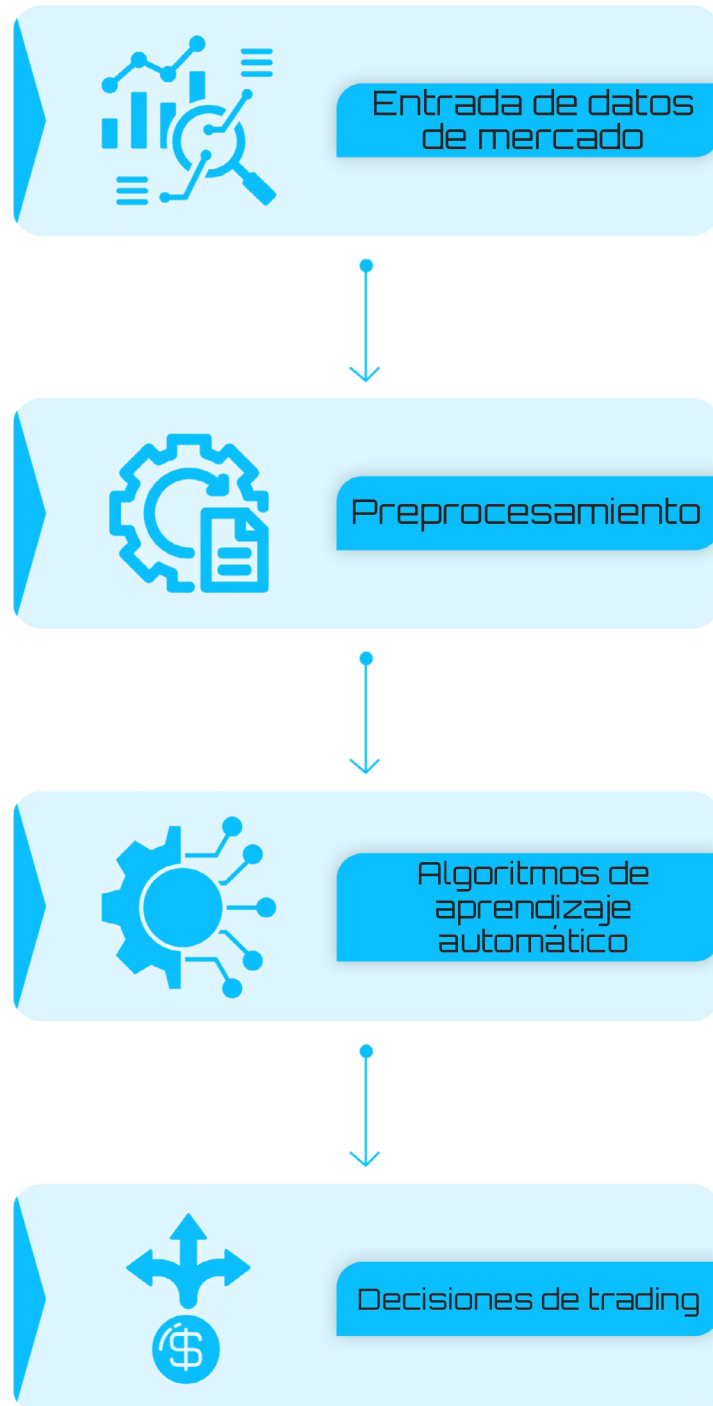 Entrada de datos
de mercado
Preprocesamiento
Algoritmos de
aprendizaje
automático
Decisiones de trading